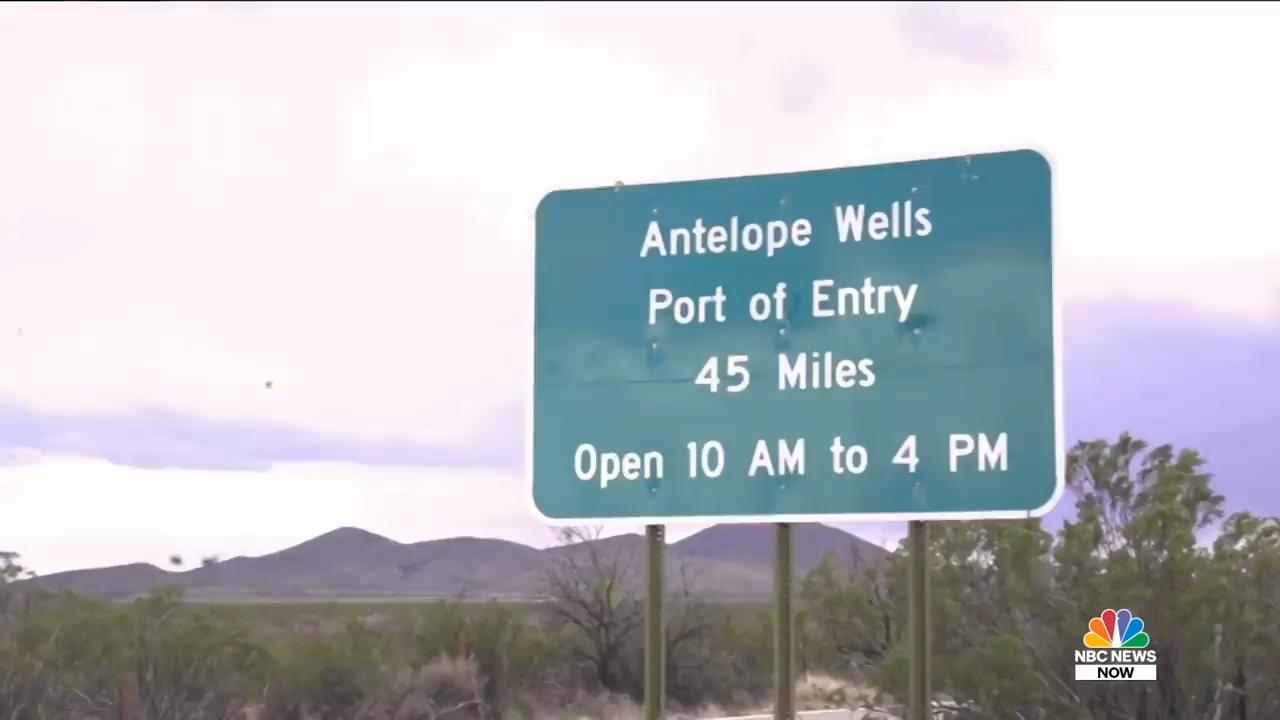 Antelope Wells
Port of Entry
45 Miles
Open 10 AM to 4 PM
NBC NEWS
NOW